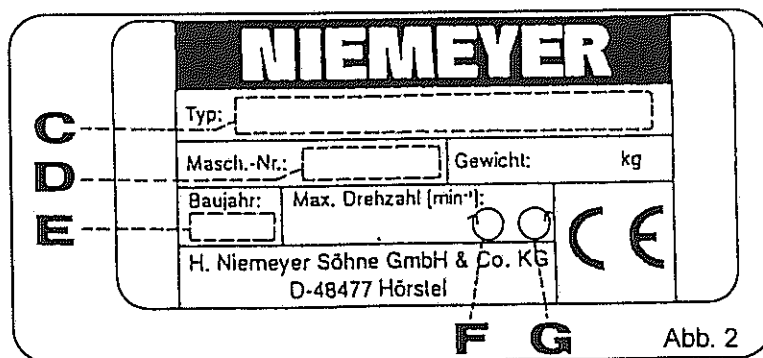 NIEMEYER
C Typ:
D Masch.-Nr.: Gewicht: kg
E Baujahr: Max. Drehzahl (min⁻¹):
CE
H. Niemeyer Söhne GmbH & Co. KG
D-48477 Hörstel
F G Abb. 2